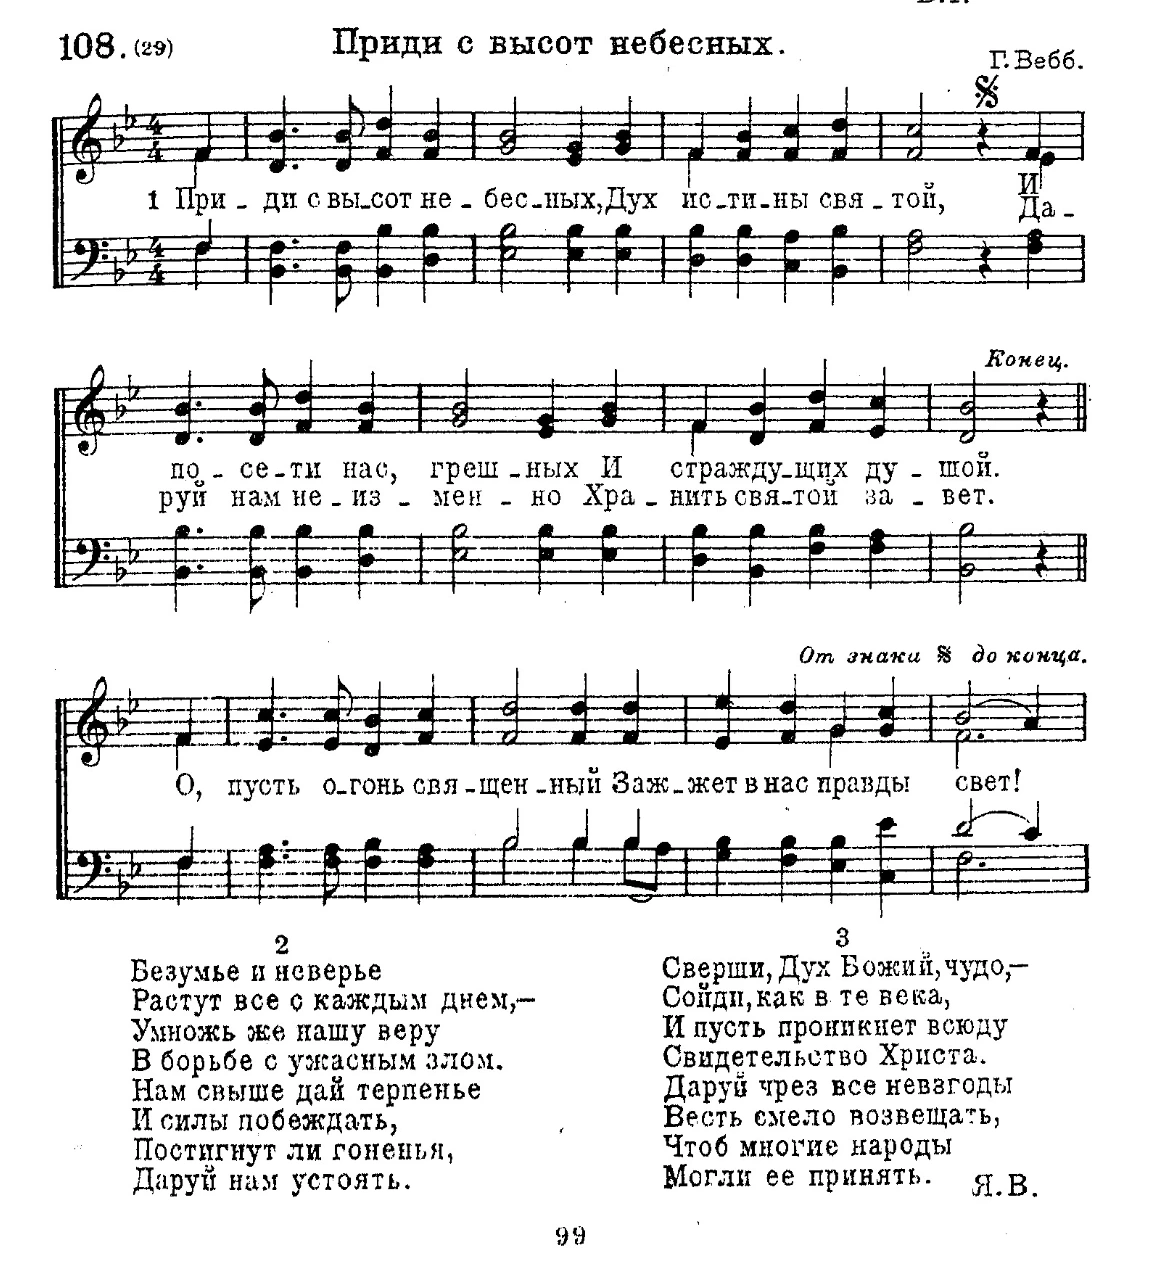 108. (29)
Приди с высот небесных.
Г. Вебб.
1 При - ди с вы-сот не - бес-ных, Дух ис-ти-ны свя - той, И
Да -
Конец.
по - се-ти нас, греш - ных И стражду-щих ду - шой.
руй нам не-из - мен - но Хра - нить свя-той за - вет.
От знака 𝄋 до конца.
О, пусть о-гонь свя-щен-ный Заж-жет в нас правды свет!
2
Безумье и неверье
Растут все с каждым днем,—
Умножь же нашу веру
В борьбе с ужасным злом.
Нам свыше дай терпенье
И силы побеждать,
Постигнут ли гоненья,
Даруй нам устоять.
3
Сверши, Дух Божий, чудо,—
Сойди, как в те века,
И пусть проникнет всюду
Свидетельство Христа.
Даруй чрез все невзгоды
Весть смело возвещать,
Чтоб многие народы
Могли ее принять.
Я. В.
99